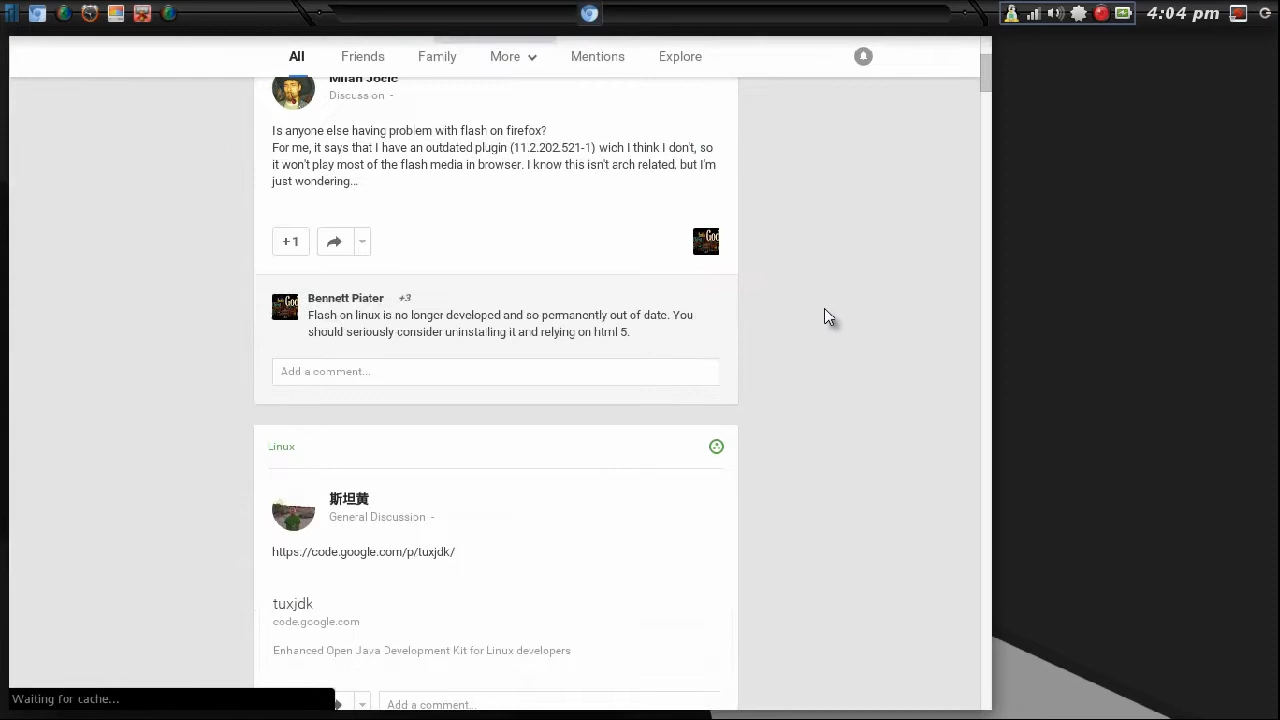 4:04 pm
All Friends Family More Mentions Explore
Milan Jocic
Discussion -
Is anyone else having problem with flash on firefox?
For me, it says that I have an outdated plugin (11.2.202.521-1) wich I think I don't, so
it won't play most of the flash media in browser. I know this isn't arch related, but I'm
just wondering...
+1
Bennett Piater +3
Flash on linux is no longer developed and so permanently out of date. You
should seriously consider uninstalling it and relying on html 5.
Add a comment...
Linux
斯坦黄
General Discussion -
https://code.google.com/p/tuxjdk/
tuxjdk
code.google.com
Enhanced Open Java Development Kit for Linux developers
Add a comment...
Waiting for cache...